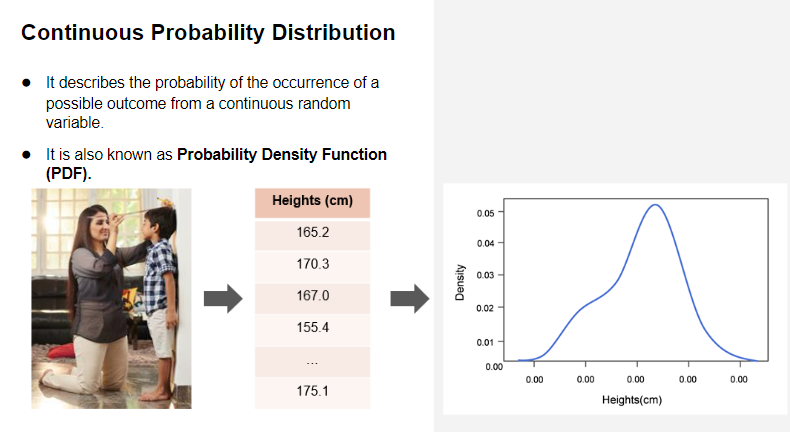 Continuous Probability Distribution
● It describes the probability of the occurrence of a
possible outcome from a continuous random
variable.
● It is also known as Probability Density Function
(PDF).
Heights (cm)
165.2
170.3
167.0
155.4
...
175.1
Density
0.05
0.04
0.03
0.02
0.01
0.00
0.00 0.00 0.00 0.00 0.00
Heights(cm)